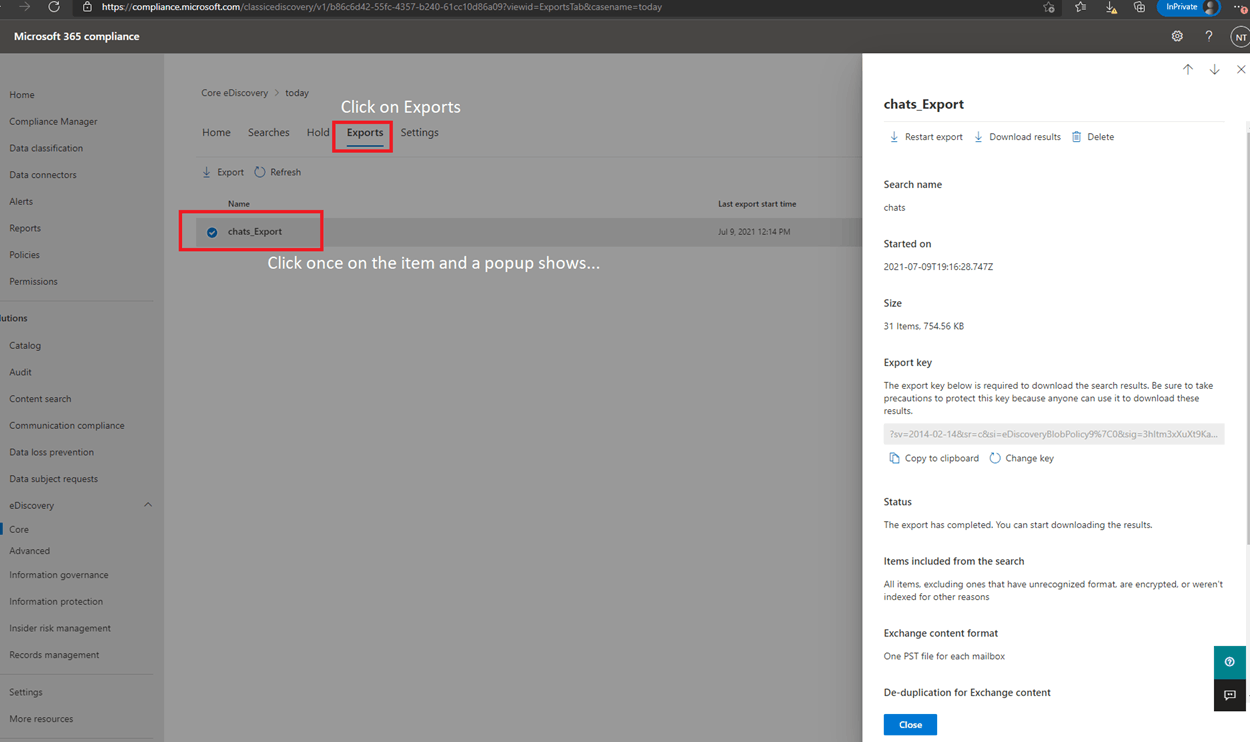 https://compliance.microsoft.com/classicediscovery/v1/b86c6d42-55fc-4357-b240-61cc10d86a09?viewid=ExportsTab&casename=today
InPrivate
Microsoft 365 compliance
NT
Home
Compliance Manager
Data classification
Data connectors
Alerts
Reports
Policies
Permissions
lutions
Catalog
Audit
Content search
Communication compliance
Data loss prevention
Data subject requests
eDiscovery
Core
Advanced
Information governance
Information protection
Insider risk management
Records management
Settings
More resources
Core eDiscovery > today
Click on Exports
Home Searches Hold Exports Settings
Export Refresh
Name Last export start time
chats_Export Jul 9, 2021 12:14 PM
Click once on the item and a popup shows...
chats_Export
Restart export Download results Delete
Search name
chats
Started on
2021-07-09T19:16:28.747Z
Size
31 Items, 754.56 KB
Export key
The export key below is required to download the search results. Be sure to take
precautions to protect this key because anyone can use it to download these
results.
?sv=2014-02-14&sr=c&si=eDiscoveryBlobPolicy9%7C0&sig=3hItm3xXuXt9Ka...
Copy to clipboard Change key
Status
The export has completed. You can start downloading the results.
Items included from the search
All items, excluding ones that have unrecognized format, are encrypted, or weren't
indexed for other reasons
Exchange content format
One PST file for each mailbox
De-duplication for Exchange content
Close